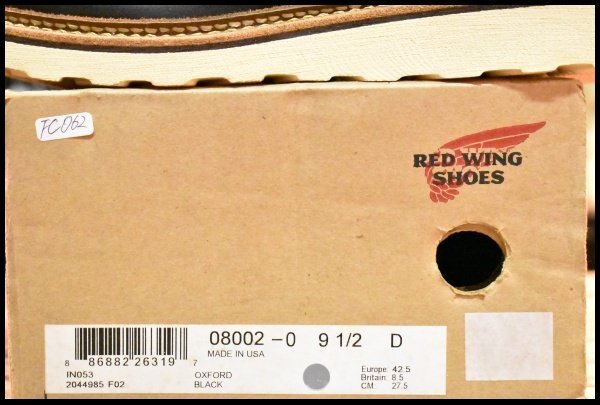 FC062
RED WING
SHOES
08002-0 9 1/2 D
MADE IN USA
8 86882 26319 7
IN053 OXFORD
2044985 F02 BLACK
Europe: 42.5
Britain: 8.5
CM: 27.5